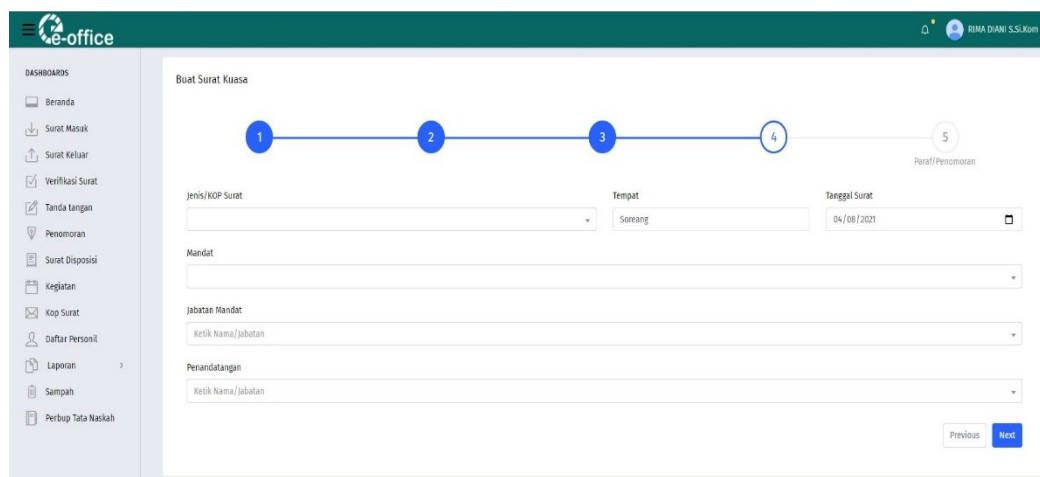 e-office
RIMA DIANI S.Si.Kom
DASHBOARDS
Beranda
Surat Masuk
Surat Keluar
Verifikasi Surat
Tanda tangan
Penomoran
Surat Disposisi
Kegiatan
Kop Surat
Daftar Personil
Laporan
Sampah
Perbup Tata Naskah
Buat Surat Kuasa
1 2 3 4 5
Paraf/Penomoran
Jenis/KOP Surat Tempat Tanggal Surat
Soreang 04/08/2021
Mandat
Jabatan Mandat
Ketik Nama/Jabatan
Penandatangan
Ketik Nama/Jabatan
Previous Next